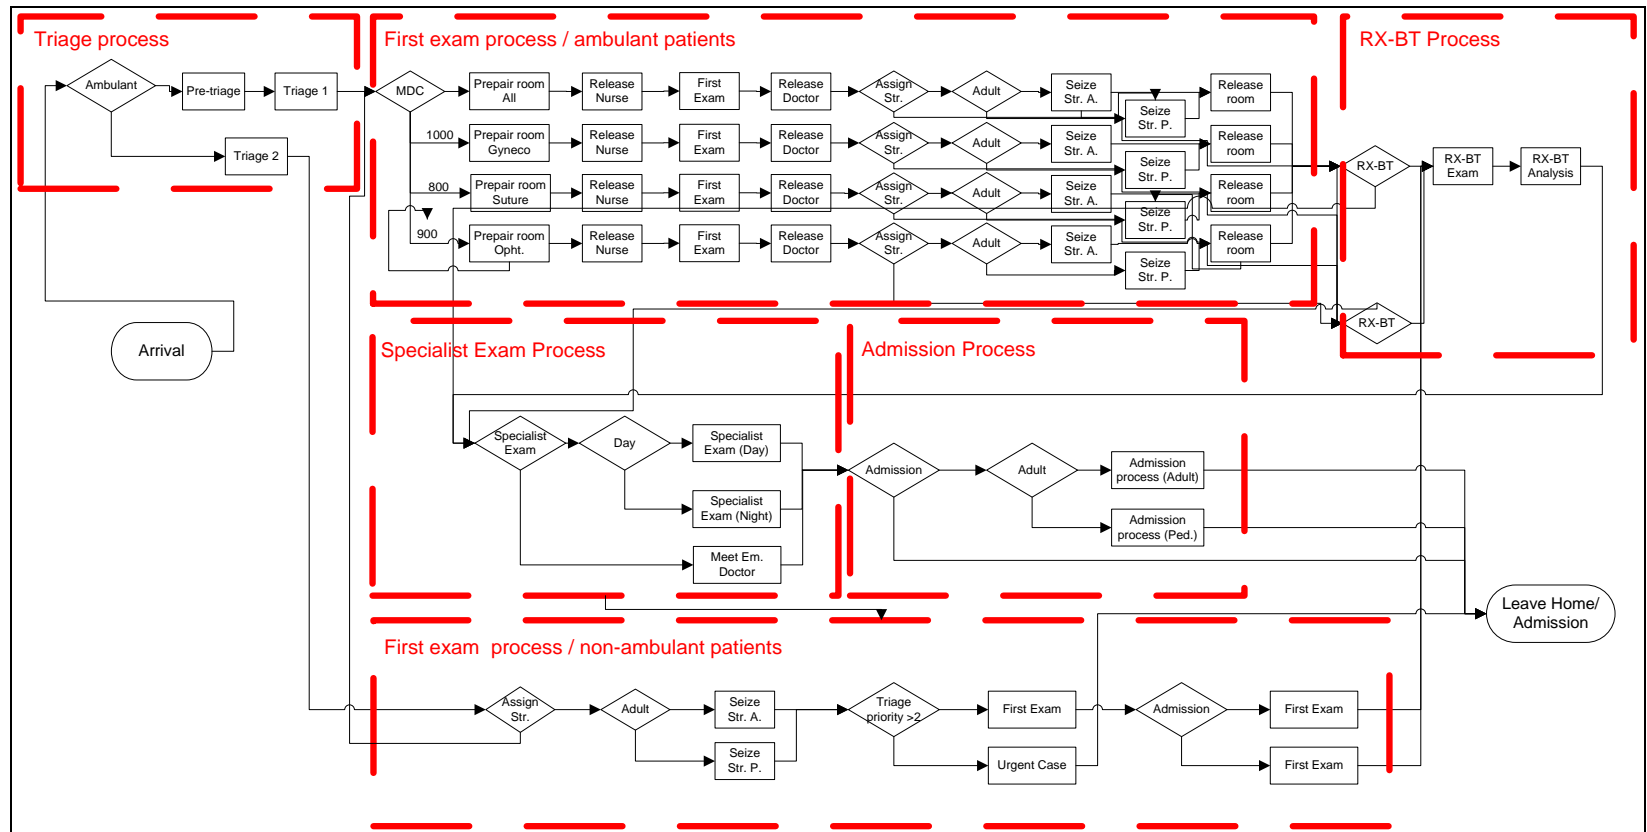 Triage process
Ambulant
Pre-triage
Triage 1
Triage 2
Arrival
First exam process / ambulant patients
MDC
Prepair room
All
Release
Nurse
First
Exam
Release
Doctor
Assign
Str.
Adult
Seize
Str. A.
Seize
Str. P.
Release
room
1000
Prepair room
Gyneco
Release
Nurse
First
Exam
Release
Doctor
Assign
Str.
Adult
Seize
Str. A.
Seize
Str. P.
Release
room
800
Prepair room
Suture
Release
Nurse
First
Exam
Release
Doctor
Assign
Str.
Adult
Seize
Str. A.
Seize
Str. P.
Release
room
900
Prepair room
Opht.
Release
Nurse
First
Exam
Release
Doctor
Assign
Str.
Adult
Seize
Str. A.
Seize
Str. P.
Release
room
RX-BT Process
RX-BT
RX-BT
Exam
RX-BT
Analysis
RX-BT
Specialist Exam Process
Specialist
Exam
Day
Specialist
Exam (Day)
Specialist
Exam (Night)
Meet Em.
Doctor
Admission Process
Admission
Adult
Admission
process (Adult)
Admission
process (Ped.)
Leave Home/
Admission
First exam  process / non-ambulant patients
Assign
Str.
Adult
Seize
Str. A.
Seize
Str. P.
Triage
priority >2
First Exam
Urgent Case
Admission
First Exam
First Exam